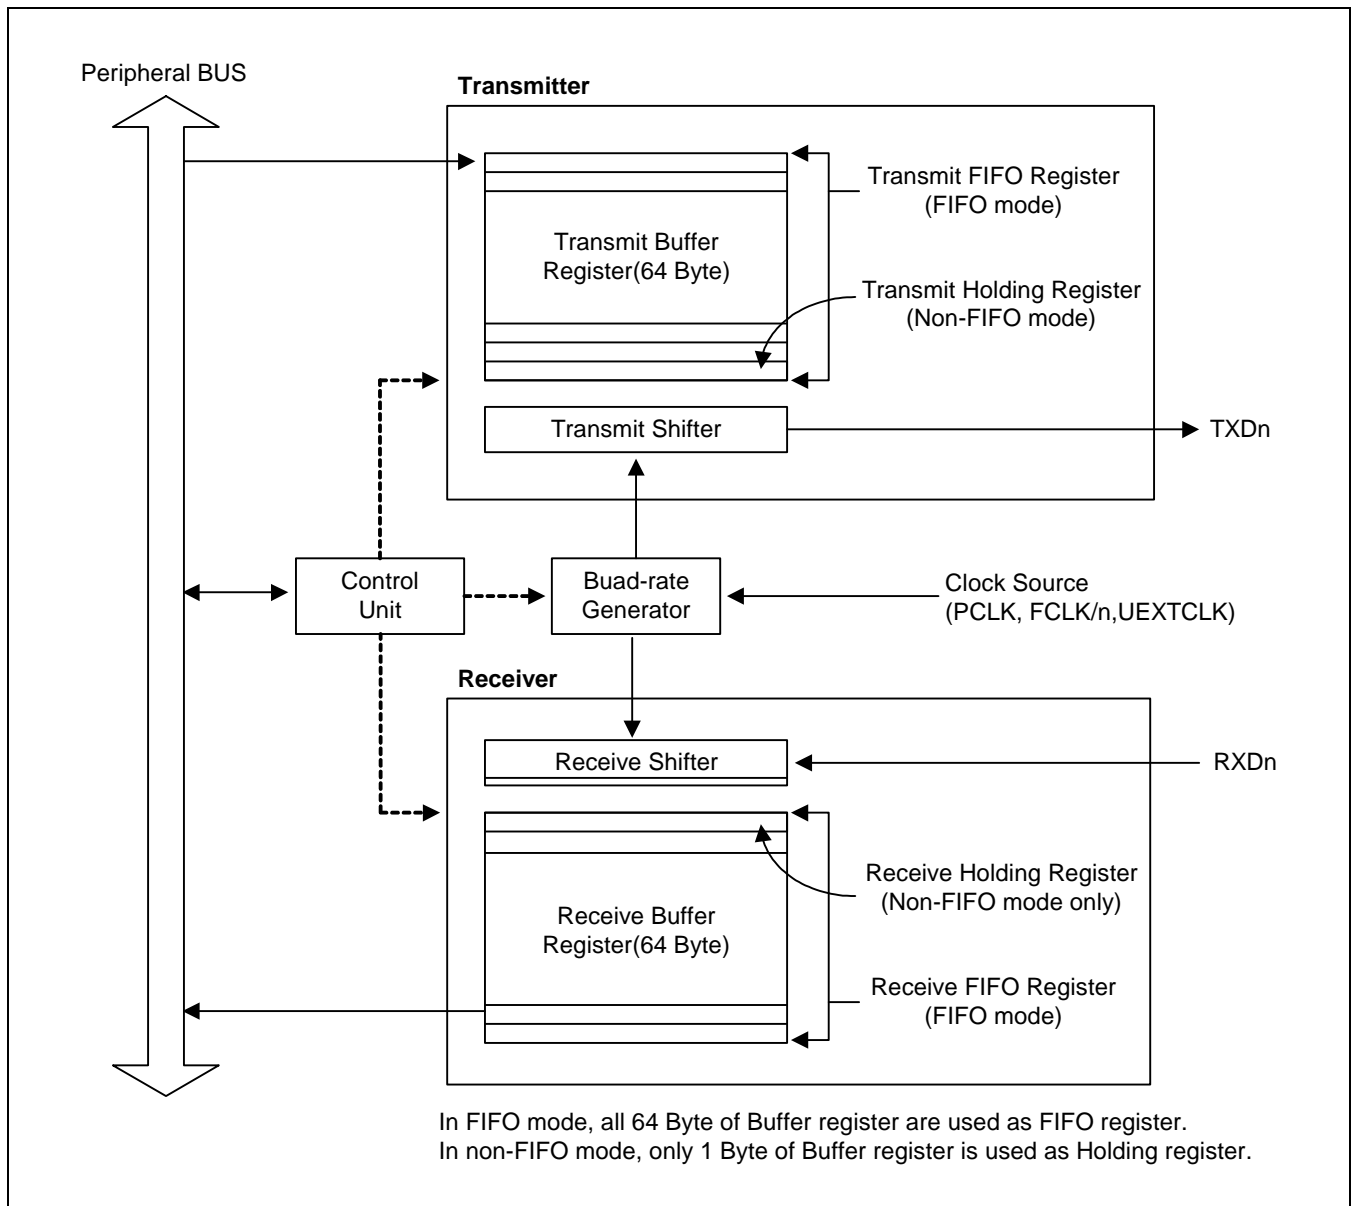 Peripheral BUS
Transmitter
Transmit FIFO Register
(FIFO mode)
Transmit Buffer
Register(64 Byte)
Transmit Holding Register
(Non-FIFO mode)
Transmit Shifter
TXDn
Control
Unit
Buad-rate
Generator
Clock Source
(PCLK, FCLK/n,UEXTCLK)
Receiver
Receive Shifter
RXDn
Receive Holding Register
(Non-FIFO mode only)
Receive Buffer
Register(64 Byte)
Receive FIFO Register
(FIFO mode)
In FIFO mode, all 64 Byte of Buffer register are used as FIFO register.
In non-FIFO mode, only 1 Byte of Buffer register is used as Holding register.